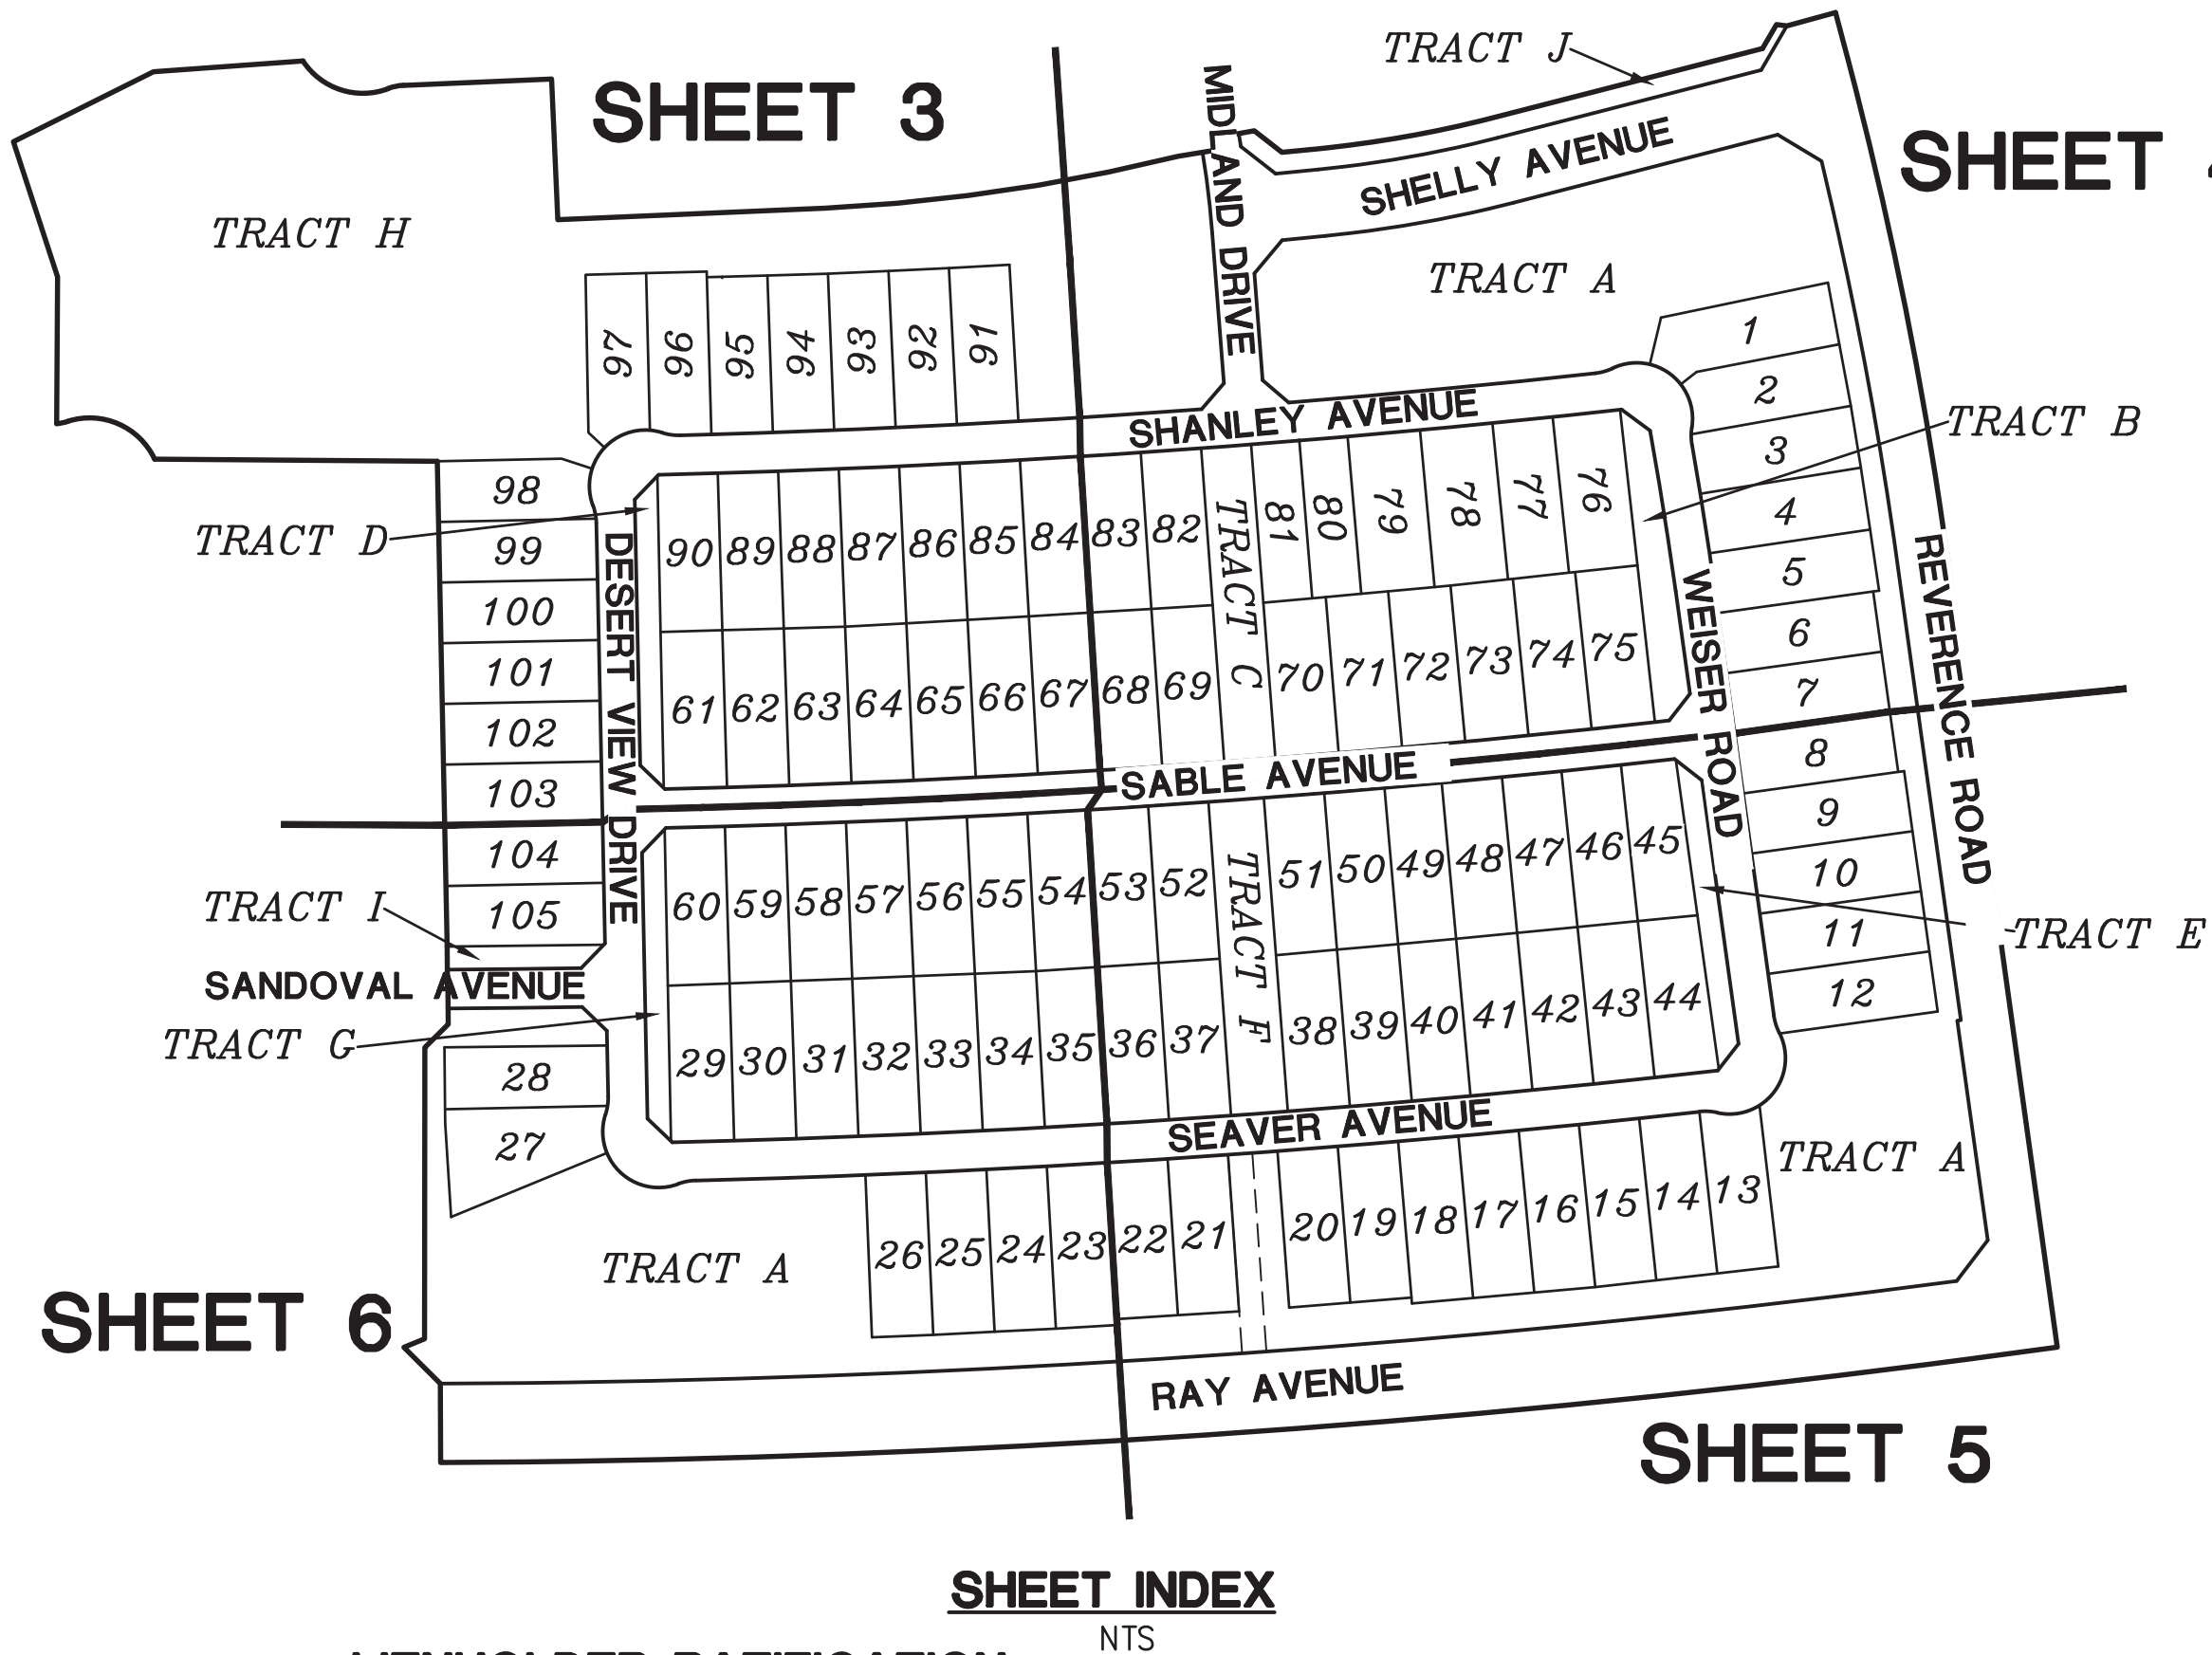 TRACT J
SHEET 3
MIDLAND DRIVE
SHELLY AVENUE
SHEET
TRACT H
TRACT A
97 96 95 94 93 92 91
1
2
3
4
5
6
7
SHANLEY AVENUE
TRACT B
98
99
100
101
102
103
TRACT D
DESERT VIEW DRIVE
90 89 88 87 86 85 84 83 82
TRACT C
81 80 79 78 77 76
61 62 63 64 65 66 67 68 69
70 71 72 73 74 75
WEISER ROAD
REVERENCE ROAD
SABLE AVENUE
8
9
10
11
12
104
105
TRACT I
60 59 58 57 56 55 54 53 52
TRACT F
51 50 49 48 47 46 45
TRACT E
SANDOVAL AVENUE
TRACT G
29 30 31 32 33 34 35 36 37
38 39 40 41 42 43 44
28
27
SEAVER AVENUE
TRACT A
26 25 24 23 22 21
20 19 18 17 16 15 14 13
TRACT A
SHEET 6
RAY AVENUE
SHEET 5
SHEET INDEX
NTS